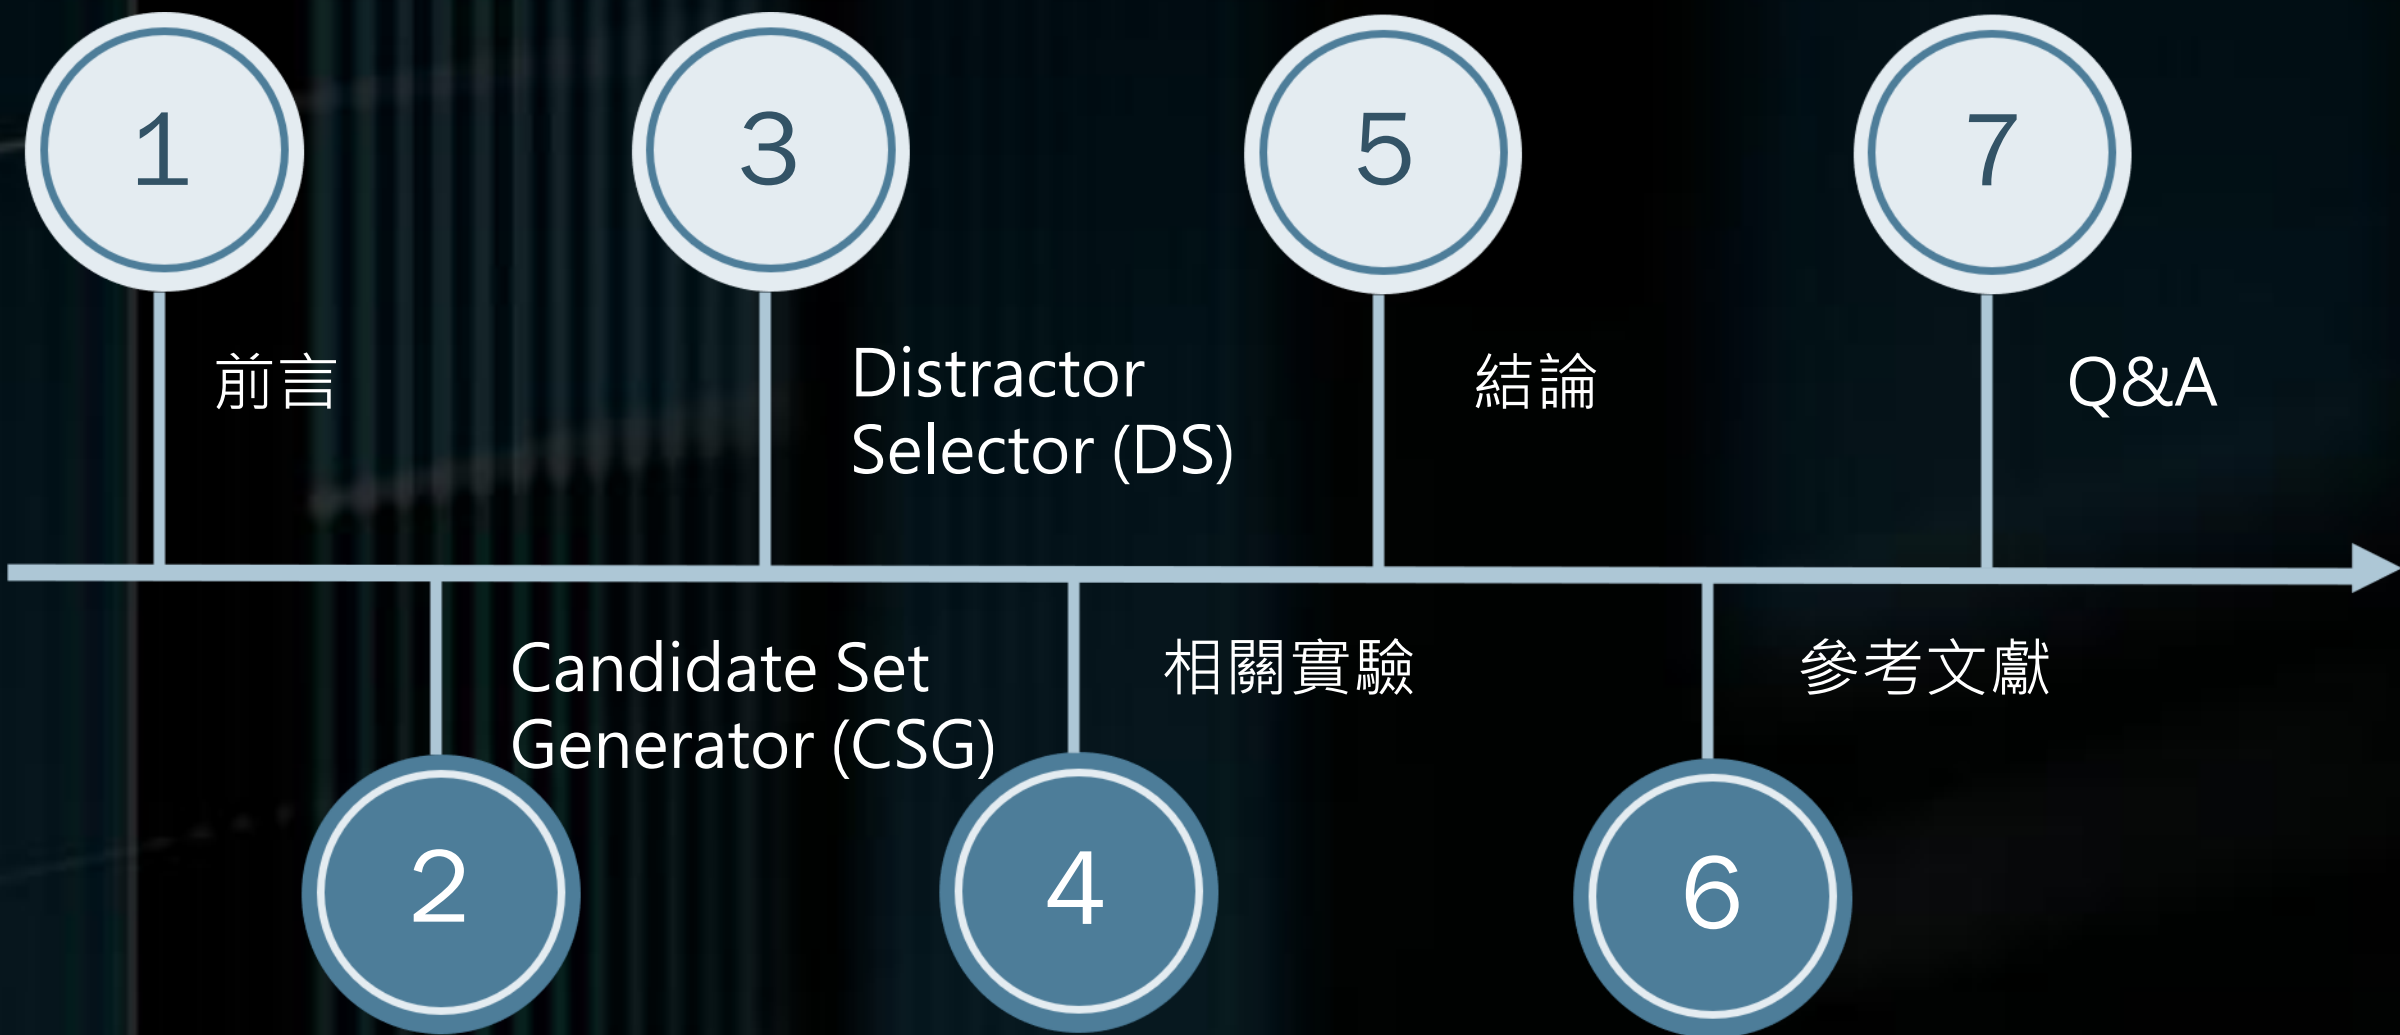 1
前言
2
Candidate Set
Generator (CSG)
3
Distractor
Selector (DS)
4
相關實驗
5
結論
6
參考文獻
7
Q&A